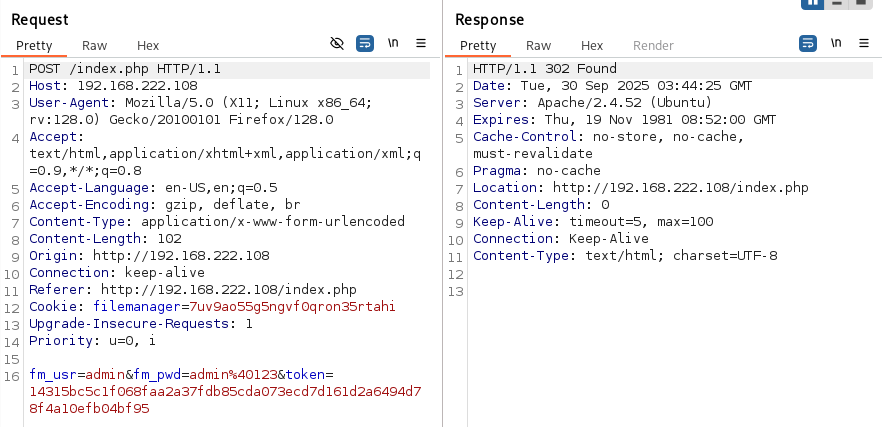 Request
Pretty Raw Hex \n
1 POST /index.php HTTP/1.1
2 Host: 192.168.222.108
3 User-Agent: Mozilla/5.0 (X11; Linux x86_64;
rv:128.0) Gecko/20100101 Firefox/128.0
4 Accept:
text/html,application/xhtml+xml,application/xml;q
=0.9,*/*;q=0.8
5 Accept-Language: en-US,en;q=0.5
6 Accept-Encoding: gzip, deflate, br
7 Content-Type: application/x-www-form-urlencoded
8 Content-Length: 102
9 Origin: http://192.168.222.108
10 Connection: keep-alive
11 Referer: http://192.168.222.108/index.php
12 Cookie: filemanager=7uv9ao55g5ngvf0qron35rtahi
13 Upgrade-Insecure-Requests: 1
14 Priority: u=0, i
15
16 fm_usr=admin&fm_pwd=admin%40123&token=
14315bc5c1f068faa2a37fdb85cda073ecd7d161d2a6494d7
8f4a10efb04bf95
Response
Pretty Raw Hex Render \n
1 HTTP/1.1 302 Found
2 Date: Tue, 30 Sep 2025 03:44:25 GMT
3 Server: Apache/2.4.52 (Ubuntu)
4 Expires: Thu, 19 Nov 1981 08:52:00 GMT
5 Cache-Control: no-store, no-cache,
must-revalidate
6 Pragma: no-cache
7 Location: http://192.168.222.108/index.php
8 Content-Length: 0
9 Keep-Alive: timeout=5, max=100
10 Connection: Keep-Alive
11 Content-Type: text/html; charset=UTF-8
12
13